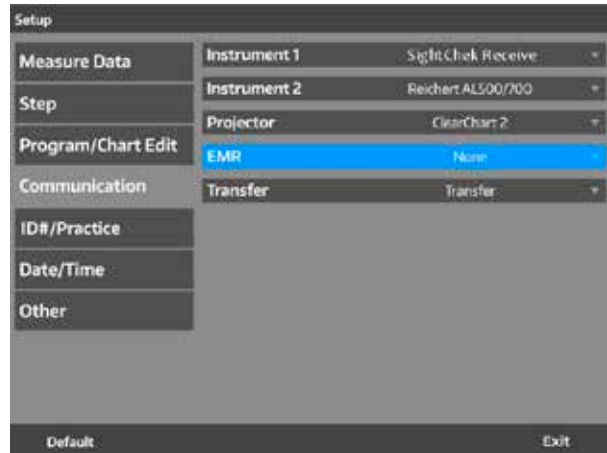 Setup
Measure Data
Step
Program/Chart Edit
Communication
ID#/Practice
Date/Time
Other
Instrument 1 SightChek Receive
Instrument 2 Reichert AL500/700
Projector ClearChart 2
EMR None
Transfer Transfer
Default Exit